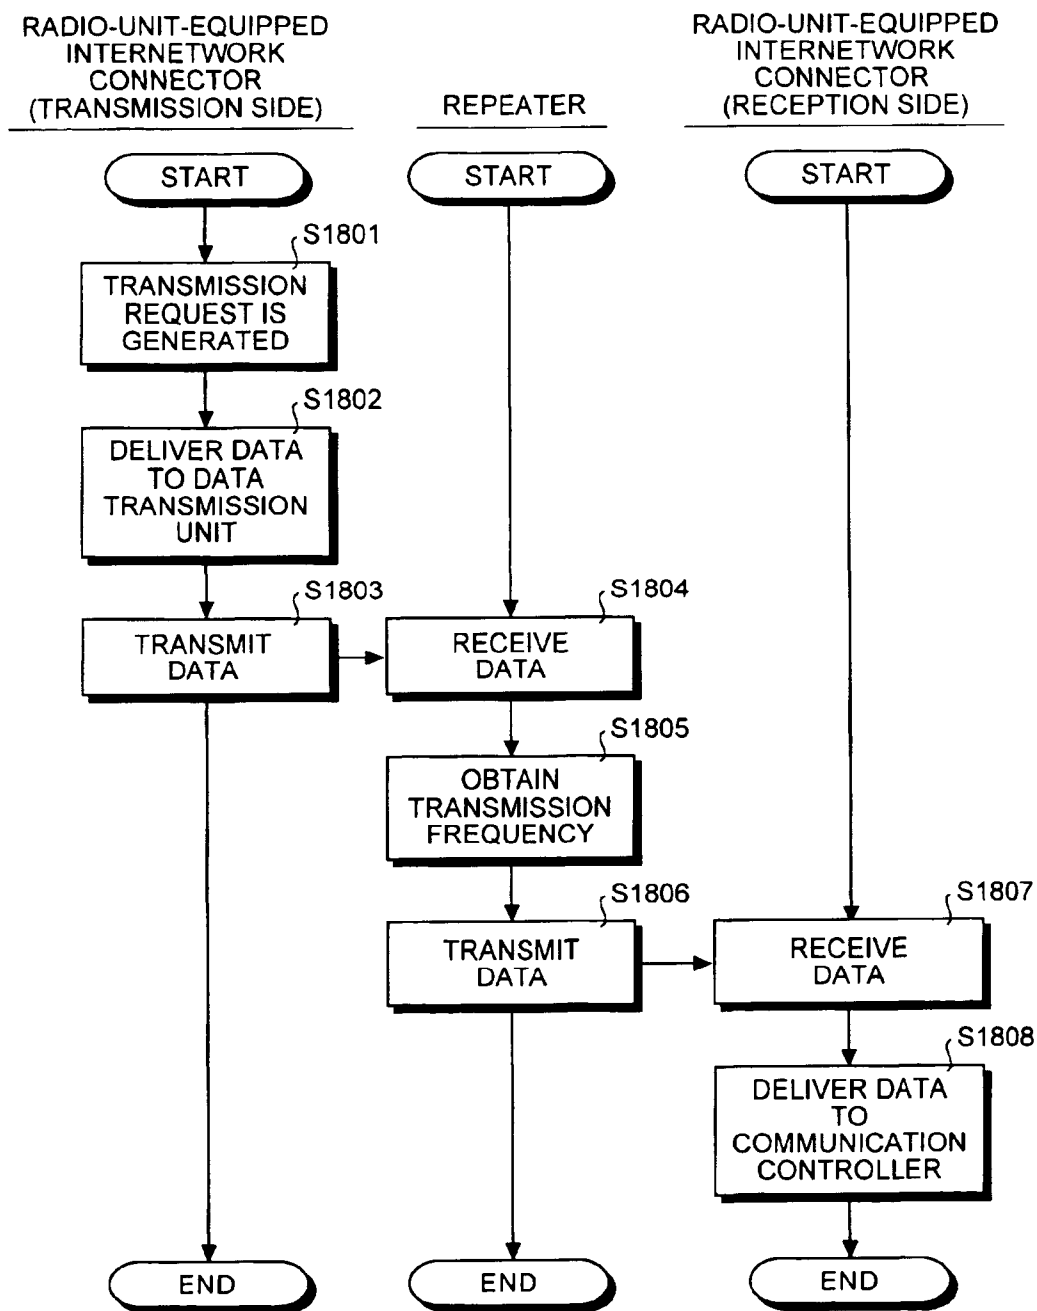 RADIO-UNIT-EQUIPPED
INTERNETWORK
CONNECTOR
(TRANSMISSION SIDE)
REPEATER
RADIO-UNIT-EQUIPPED
INTERNETWORK
CONNECTOR
(RECEPTION SIDE)
START
START
START
S1801
TRANSMISSION
REQUEST IS
GENERATED
S1802
DELIVER DATA
TO DATA
TRANSMISSION
UNIT
S1803
TRANSMIT
DATA
S1804
RECEIVE
DATA
S1805
OBTAIN
TRANSMISSION
FREQUENCY
S1806
TRANSMIT
DATA
S1807
RECEIVE
DATA
S1808
DELIVER DATA
TO
COMMUNICATION
CONTROLLER
END
END
END